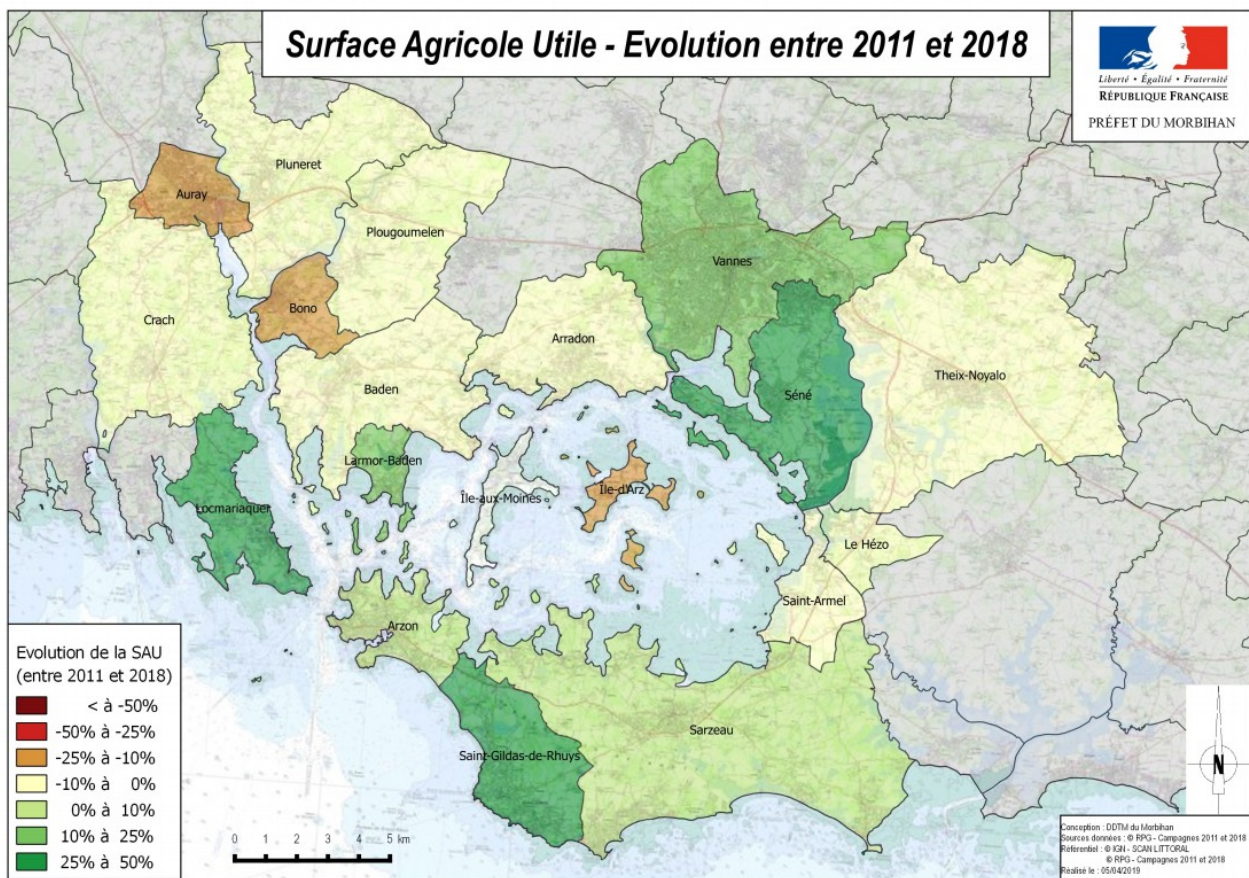 Surface Agricole Utile - Evolution entre 2011 et 2018
Liberté • Égalité • Fraternité
RÉPUBLIQUE FRANÇAISE
PRÉFET DU MORBIHAN
Pluneret
Auray
Plougoumelen
Vannes
Bono
Crach
Arradon
Theix-Noyalo
Baden
Séné
Larmor-Baden
Île-aux-Moines
Île-d'Arz
Locmariaquer
Le Hézo
Saint-Armel
Arzon
Sarzeau
Saint-Gildas-de-Rhuys
Evolution de la SAU
(entre 2011 et 2018)
< à -50%
-50% à -25%
-25% à -10%
-10% à 0%
0% à 10%
10% à 25%
25% à 50%
0 1 2 3 4 5 km
N
Conception : DDTM du Morbihan
Sources données : © RPG - Campagnes 2011 et 2018
Référentiel : © IGN - SCAN LITTORAL
© RPG - Campagnes 2011 et 2018
Réalisé le : 05/04/2019